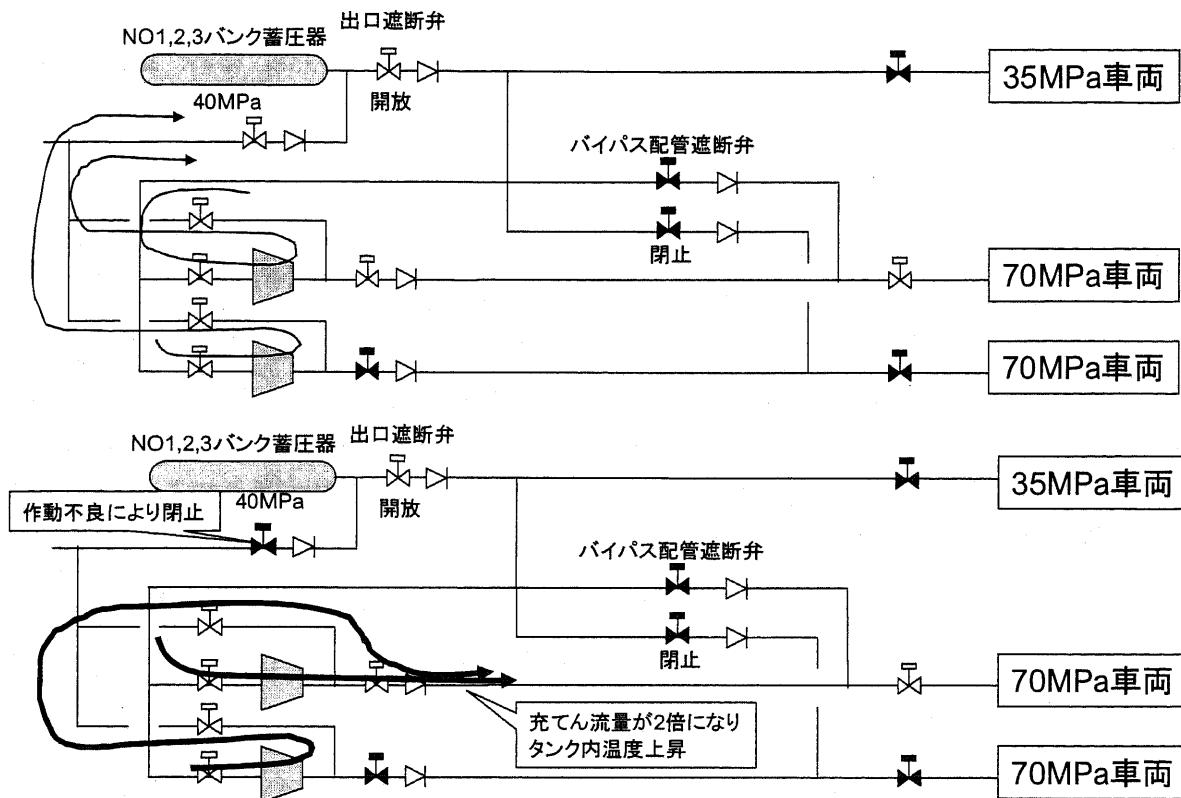 出口遮断弁
NO1,2,3バンク蓄圧器
40MPa
開放
35MPa車両
バイパス配管遮断弁
閉止
70MPa車両
70MPa車両
出口遮断弁
NO1,2,3バンク蓄圧器
40MPa
開放
35MPa車両
作動不良により閉止
バイパス配管遮断弁
閉止
70MPa車両
充てん流量が2倍になり
タンク内温度上昇
70MPa車両